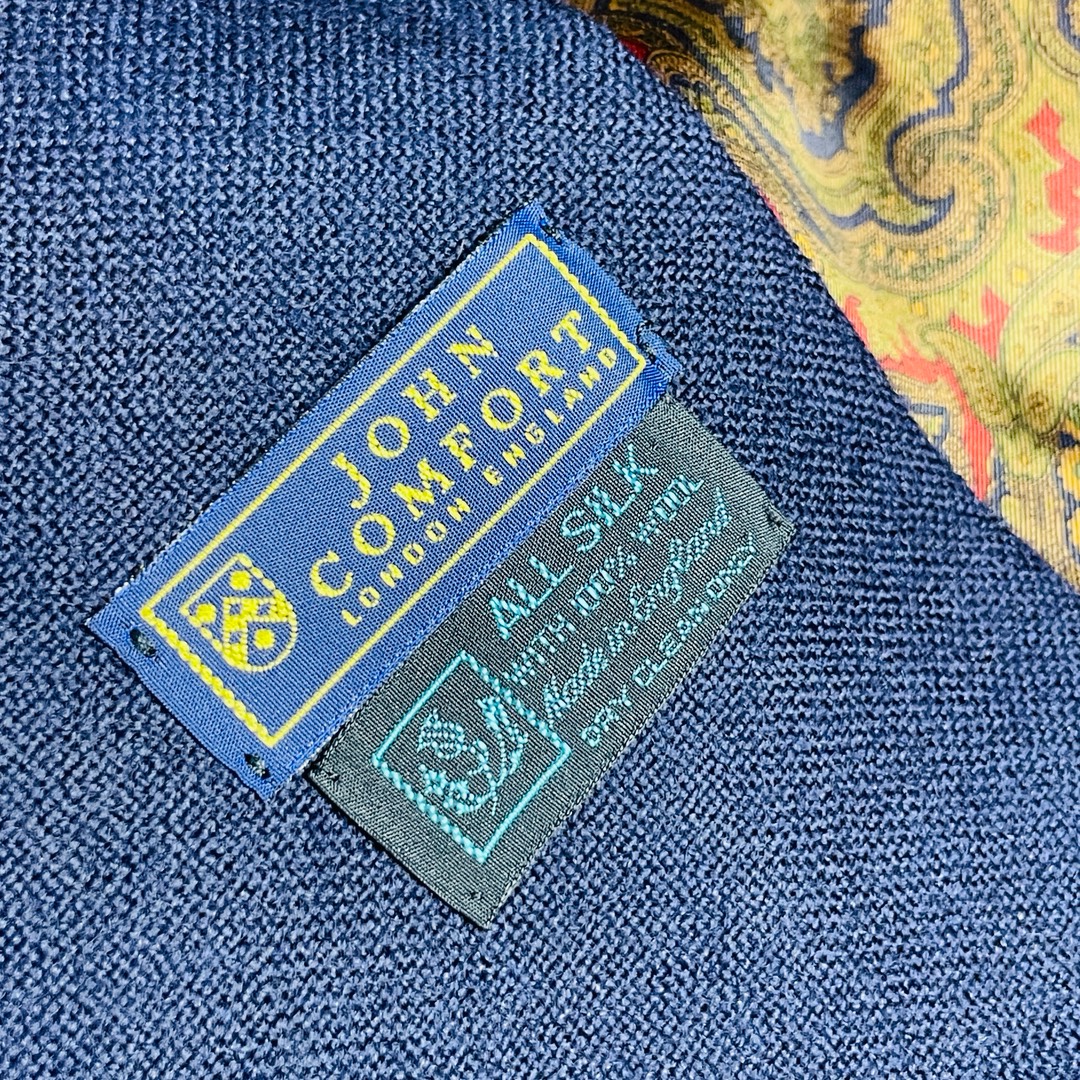 JOHN
COMFORT
LONDON ENGLAND
ALL SILK
WITH 100% WOOL
Made in England
DRY CLEAN ONLY